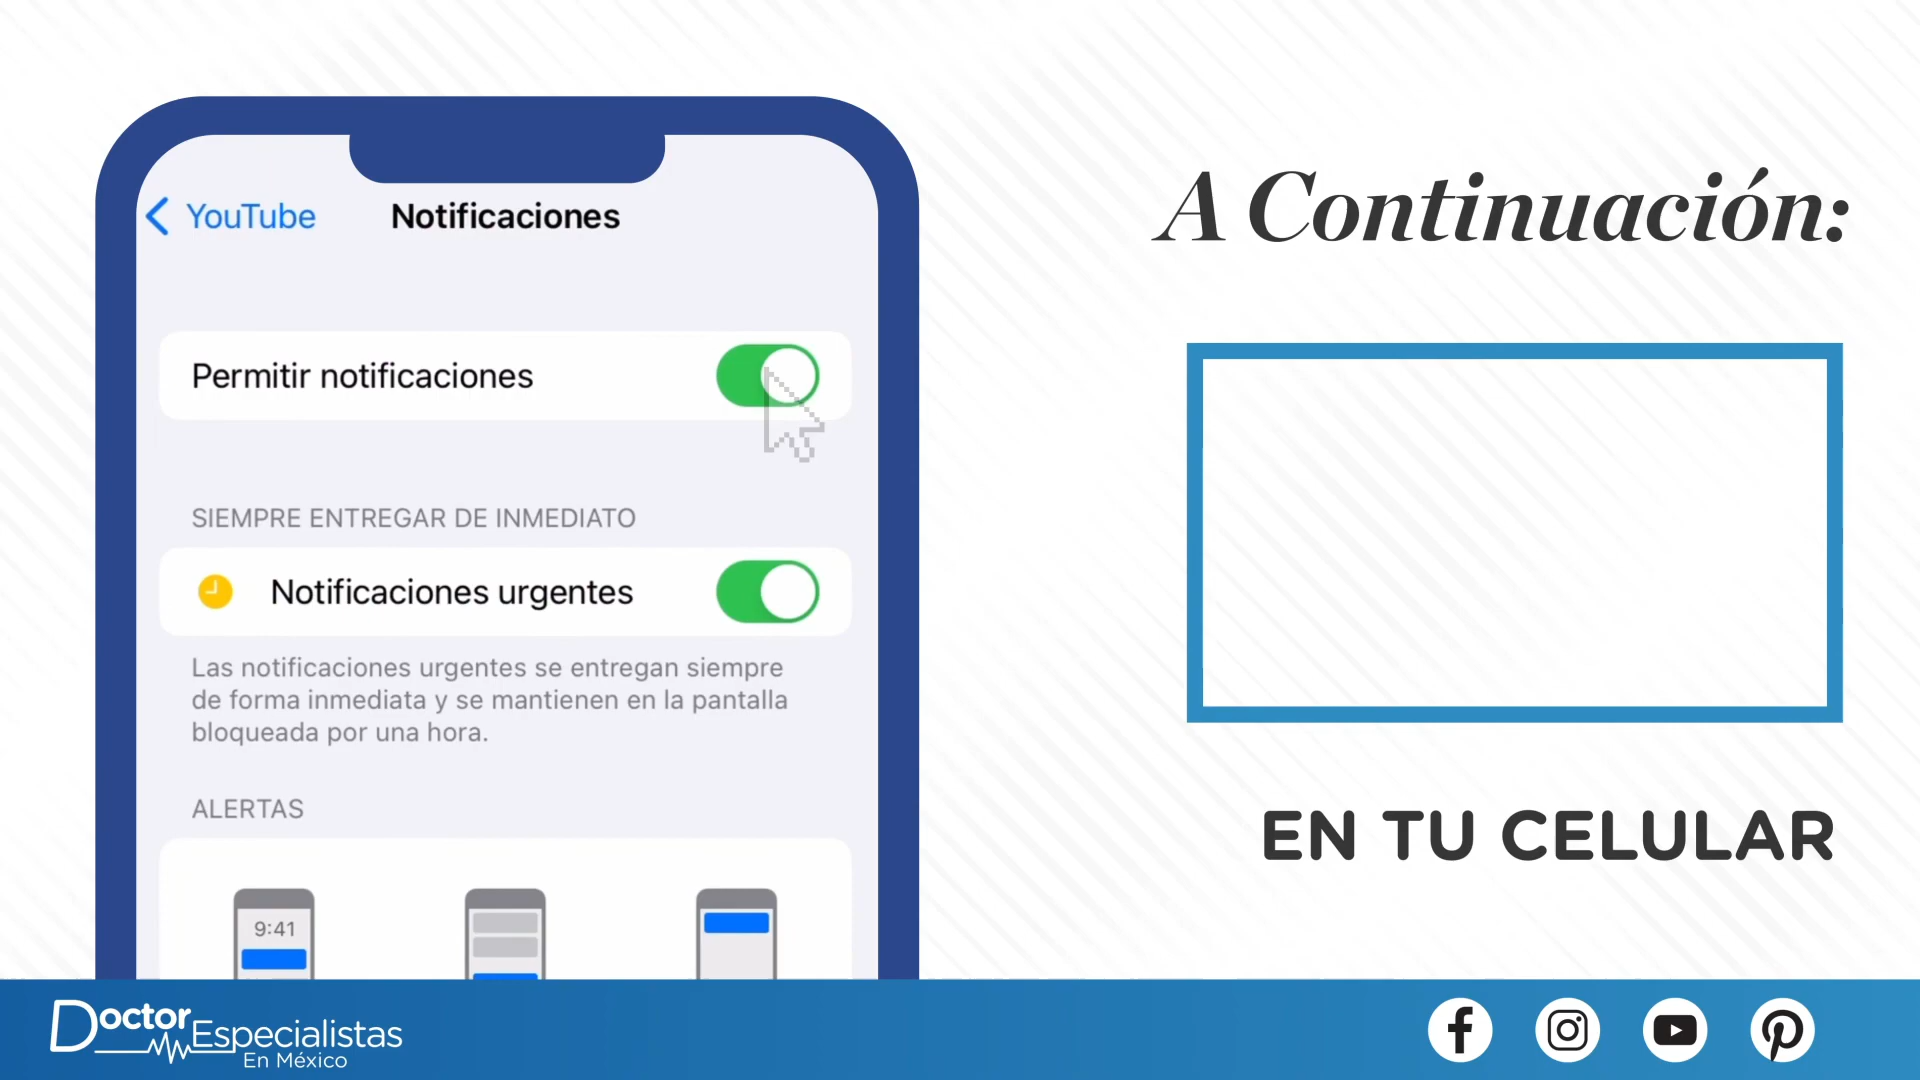 YouTube
Notificaciones
Permitir notificaciones
SIEMPRE ENTREGAR DE INMEDIATO
Notificaciones urgentes
Las notificaciones urgentes se entregan siempre
de forma inmediata y se mantienen en la pantalla
bloqueada por una hora.
ALERTAS
9:41
A Continuación:
EN TU CELULAR
Doctor Especialistas
En México